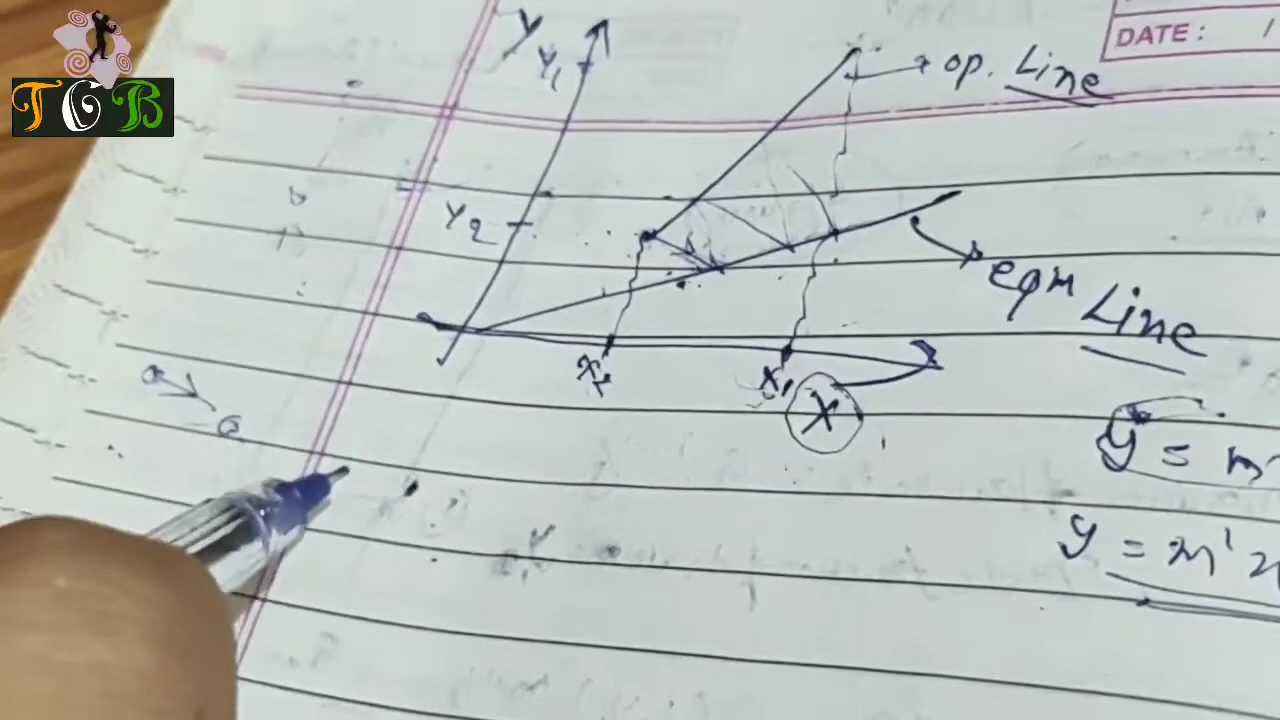 TGB
DATE: /
Y
Y1
op. Line
Y2
eqm Line
x2
x1
X
y = m'
y = m'x